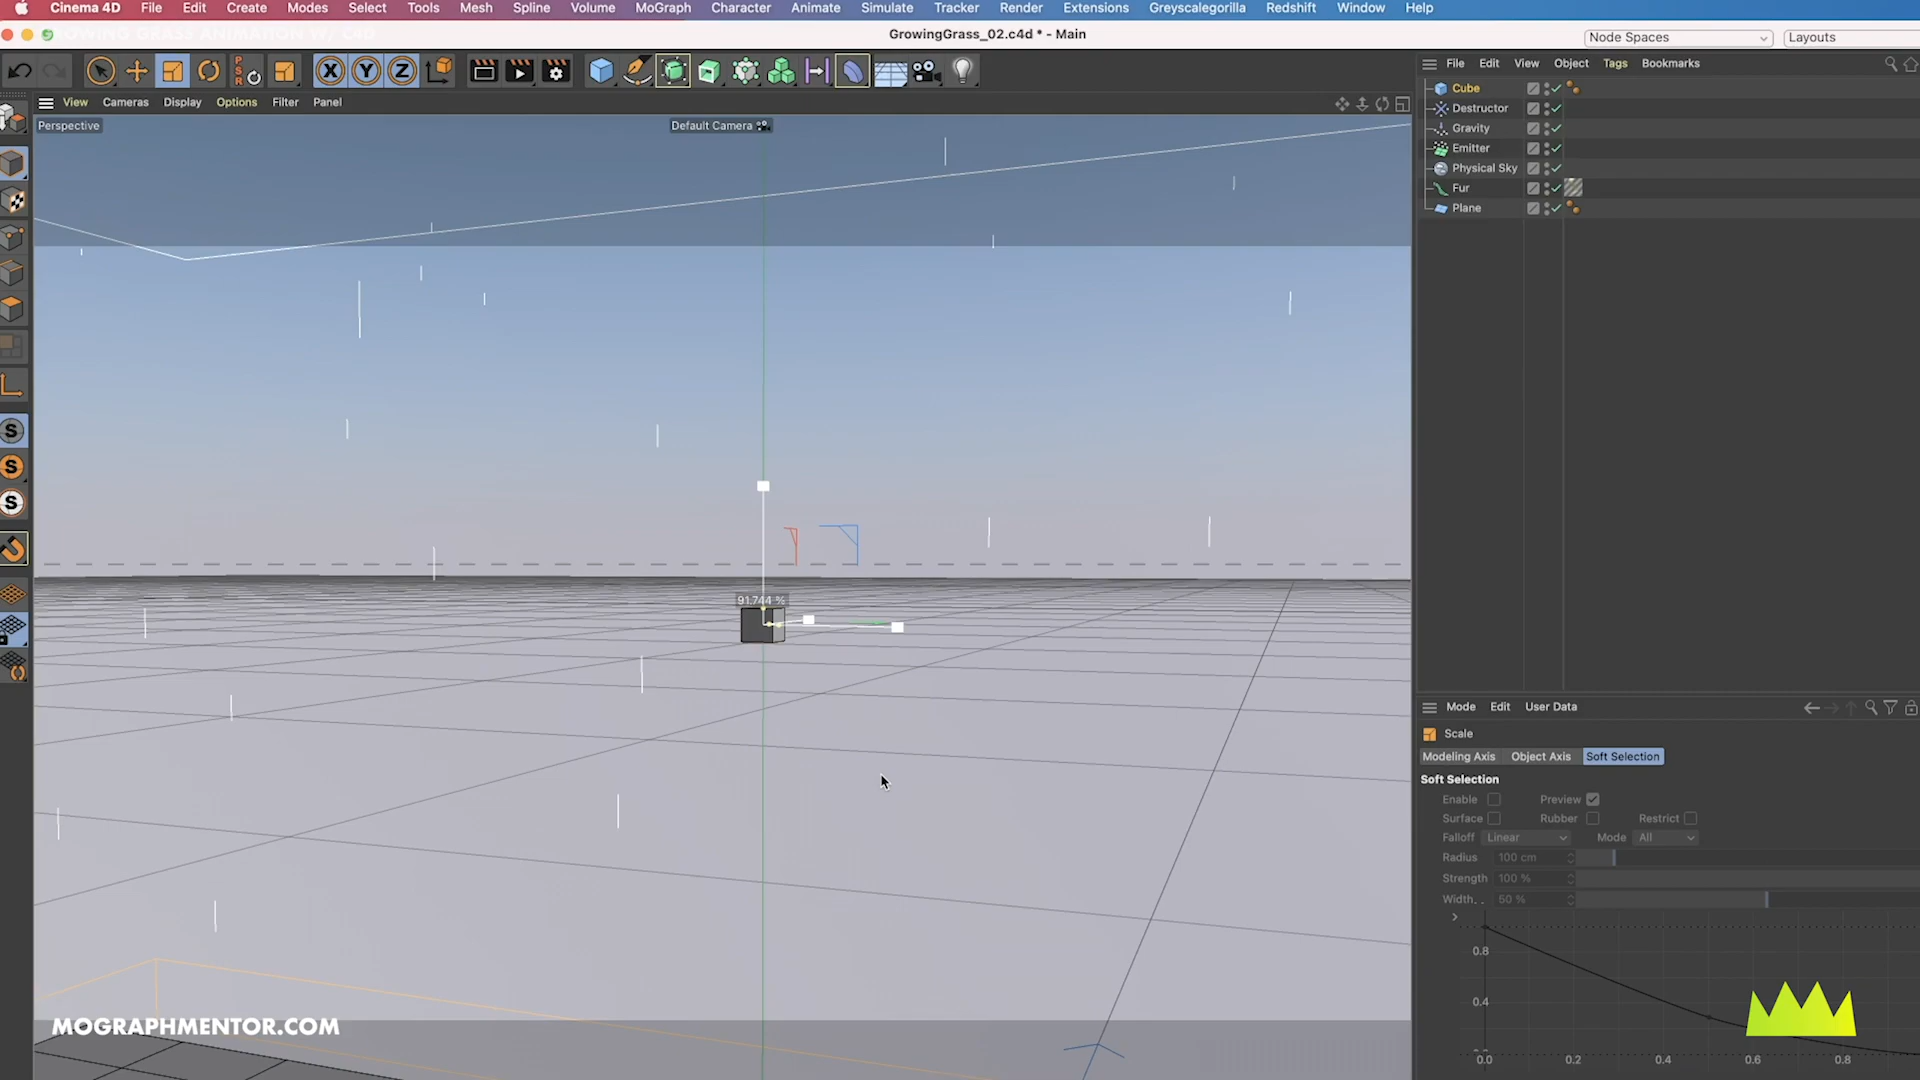 Cinema 4D File Edit Create Modes Select Tools Mesh Spline Volume MoGraph Character Animate Simulate Tracker Render Extensions Greyscalegorilla Redshift Window Help
GROWING GRASS ANIMATION W/ C4D
GrowingGrass_02.c4d * - Main
Node Spaces
Layouts
PSR
X Y Z
File Edit View Object Tags Bookmarks
View Cameras Display Options Filter Panel
Perspective
Default Camera
Cube
Destructor
Gravity
Emitter
Physical Sky
Fur
Plane
S
S
S
91.744 %
Mode Edit User Data
Scale
Modeling Axis Object Axis Soft Selection
Soft Selection
Enable Preview
Surface Rubber Restrict
Falloff Linear Mode All
Radius 100 cm
Strength 100 %
Width. . 50 %
0.8
0.4
0.0 0.2 0.4 0.6 0.8
MOGRAPHMENTOR.COM